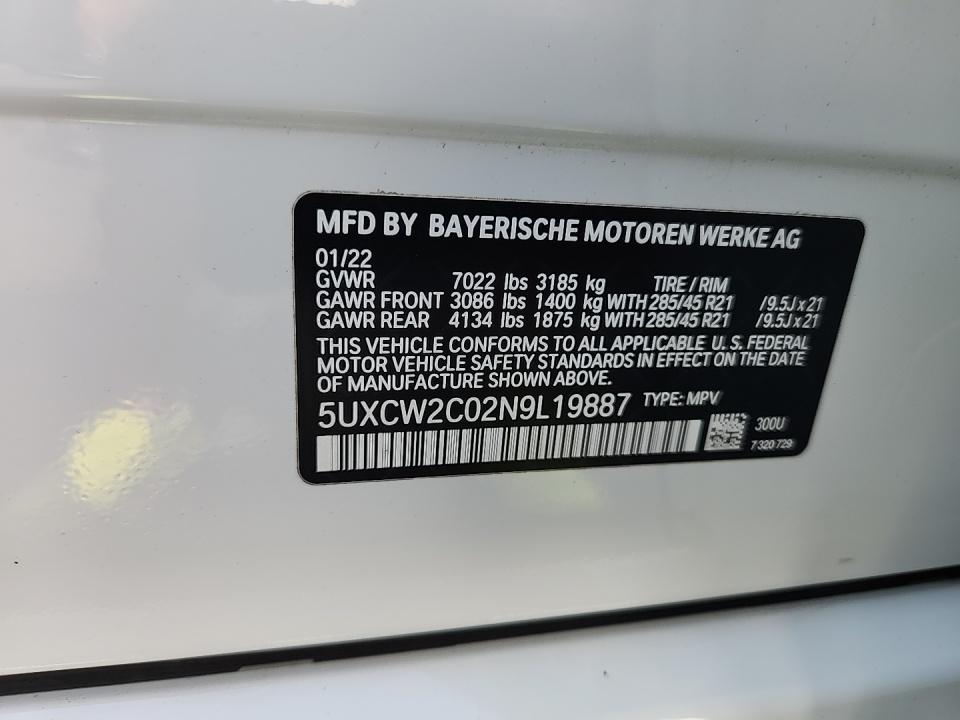 MFD BY BAYERISCHE MOTOREN WERKE AG
01/22
GVWR 7022 lbs 3185 kg TIRE / RIM
GAWR FRONT 3086 lbs 1400 kg WITH 285/45 R21 / 9.5J x 21
GAWR REAR 4134 lbs 1875 kg WITH 285/45 R21 / 9.5J x 21
THIS VEHICLE CONFORMS TO ALL APPLICABLE U. S. FEDERAL
MOTOR VEHICLE SAFETY STANDARDS IN EFFECT ON THE DATE
OF MANUFACTURE SHOWN ABOVE.
5UXCW2C02N9L19887 TYPE: MPV
300U
7 320 729